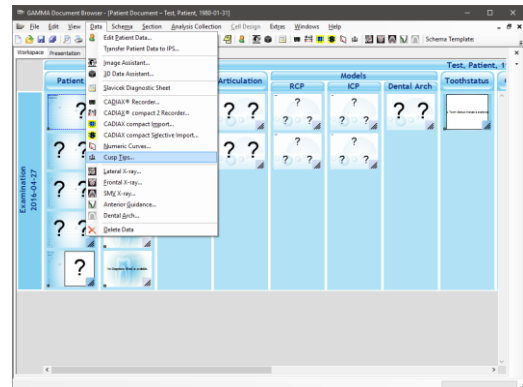 GAMMA Document Browser - [Patient Document – Test, Patient, 1980-01-31]
File Edit View Data Schema Section Analysis Collection Cell Design Extras Windows Help
Schema Template:
Workspace Presentation
Edit Patient Data...
Transfer Patient Data to IPS...
Image Assistant...
3D Data Assistant...
Slavicek Diagnostic Sheet
CADIAX® Recorder...
CADIAX® compact 2 Recorder...
CADIAX compact Import...
CADIAX compact Selective Import...
Numeric Curves...
Cusp Tips...
Lateral X-ray...
Frontal X-ray...
SMV X-ray...
Anterior Guidance...
Dental Arch...
Delete Data
Test, Patient, 1
Patient
Articulation
Models
RCP ICP Dental Arch
Toothstatus
Examination
2016-04-27
? ? ? ? ? ? ? ? ?
? ? ? ? ? ? ? ? ?
? ?
? ?
?